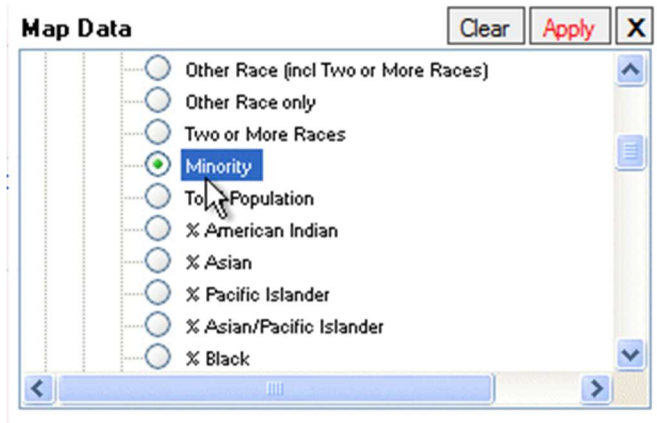 Map Data Clear Apply X
Other Race (incl Two or More Races)
Other Race only
Two or More Races
Minority
Population
% American Indian
% Asian
% Pacific Islander
% Asian/Pacific Islander
% Black